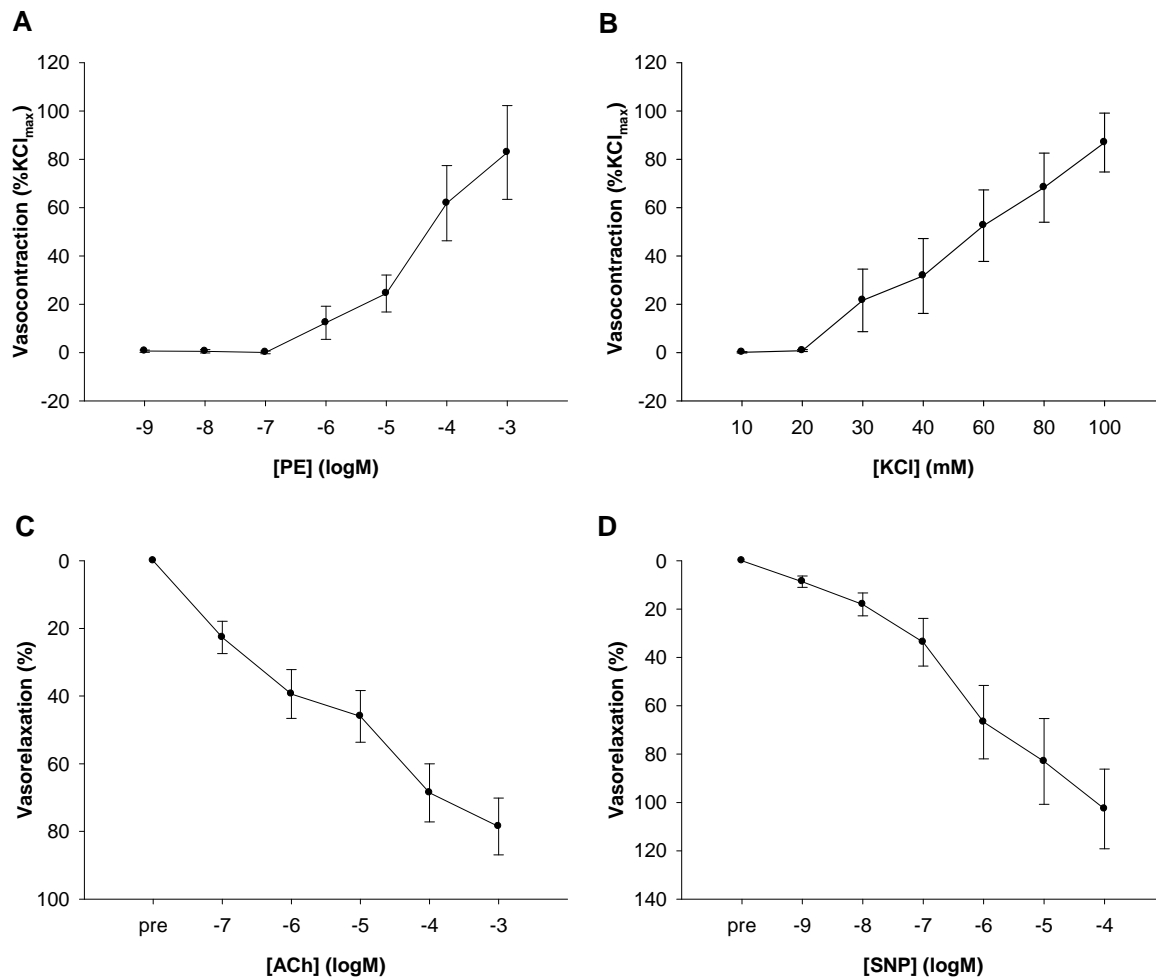 A
120
100
80
60
40
20
0
-20
Vasocontraction (%KCl_max)
-9 -8 -7 -6 -5 -4 -3
[PE] (logM)
B
120
100
80
60
40
20
0
-20
Vasocontraction (%KCl_max)
10 20 30 40 60 80 100
[KCl] (mM)
C
0
20
40
60
80
100
Vasorelaxation (%)
pre -7 -6 -5 -4 -3
[ACh] (logM)
D
0
20
40
60
80
100
120
140
Vasorelaxation (%)
pre -9 -8 -7 -6 -5 -4
[SNP] (logM)